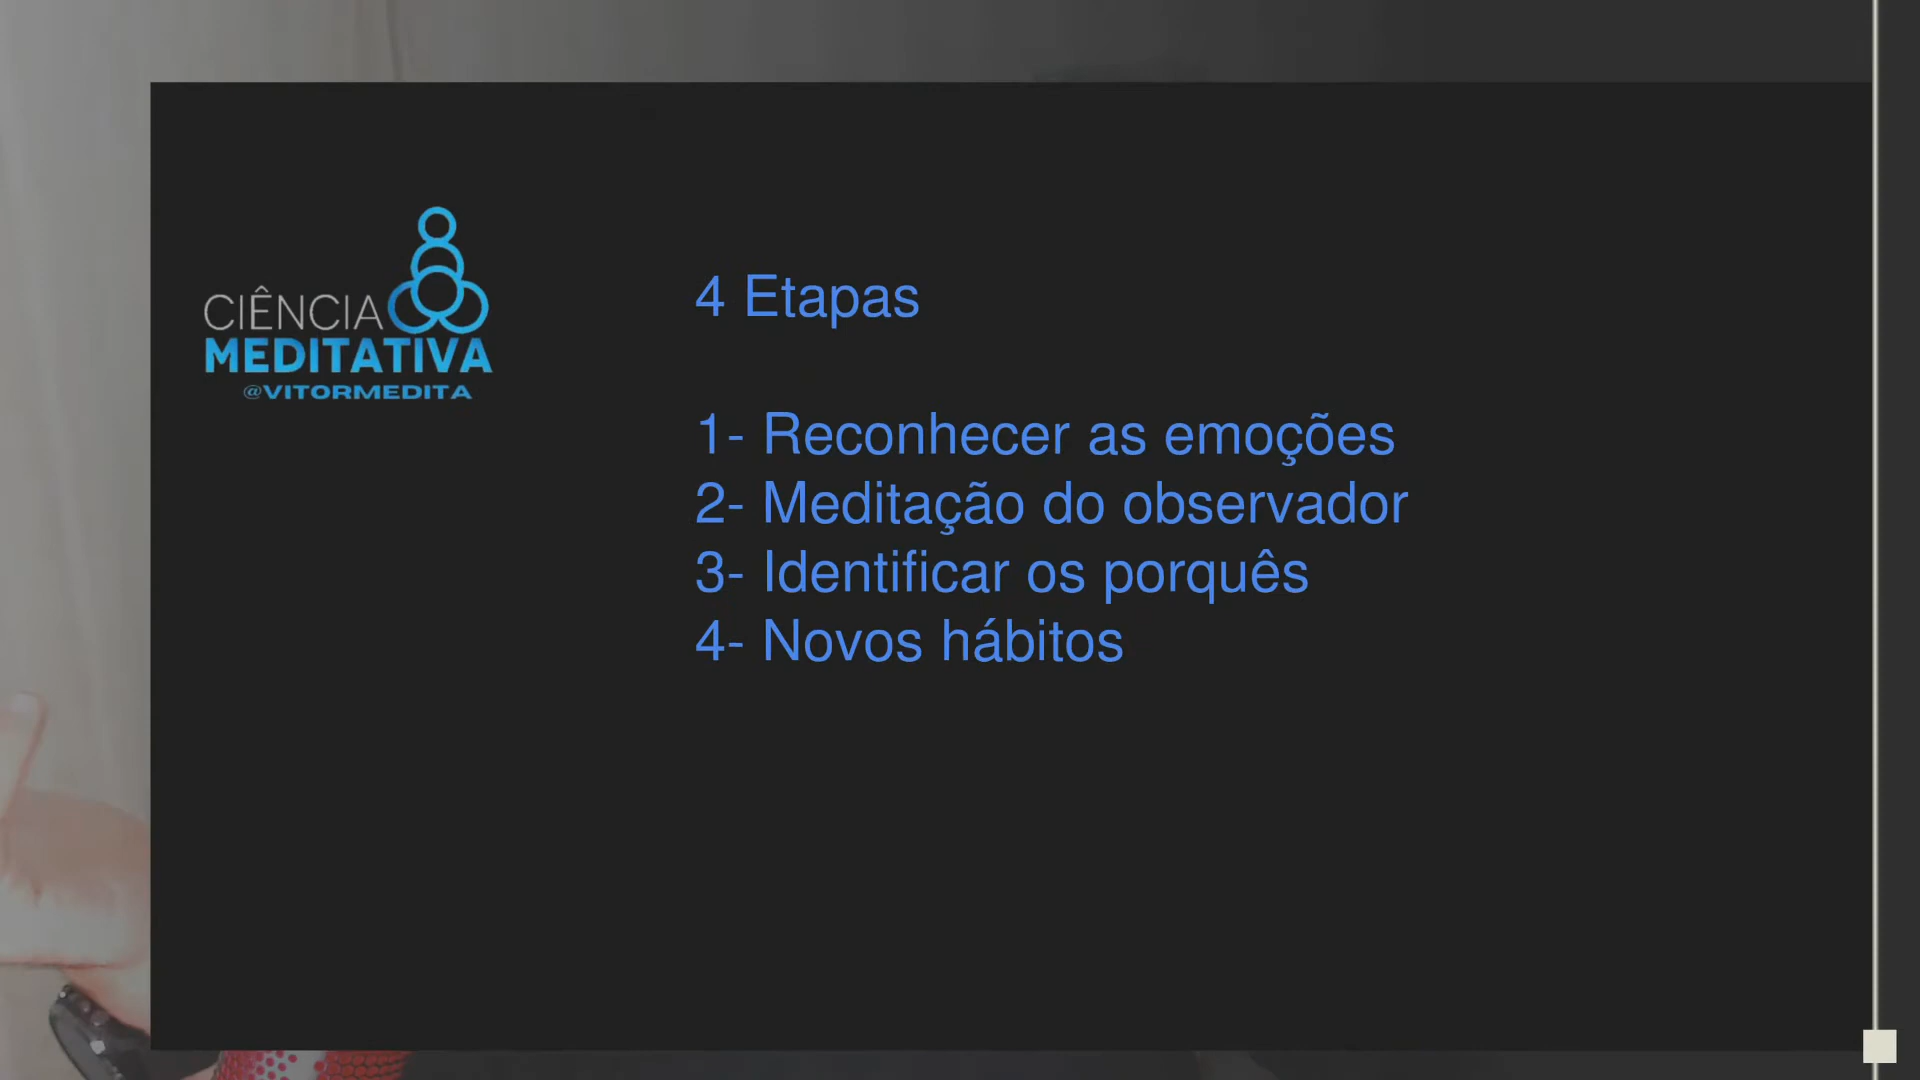 CIÊNCIA
MEDITATIVA
@VITORMEDITA
4 Etapas
1- Reconhecer as emoções
2- Meditação do observador
3- Identificar os porquês
4- Novos hábitos